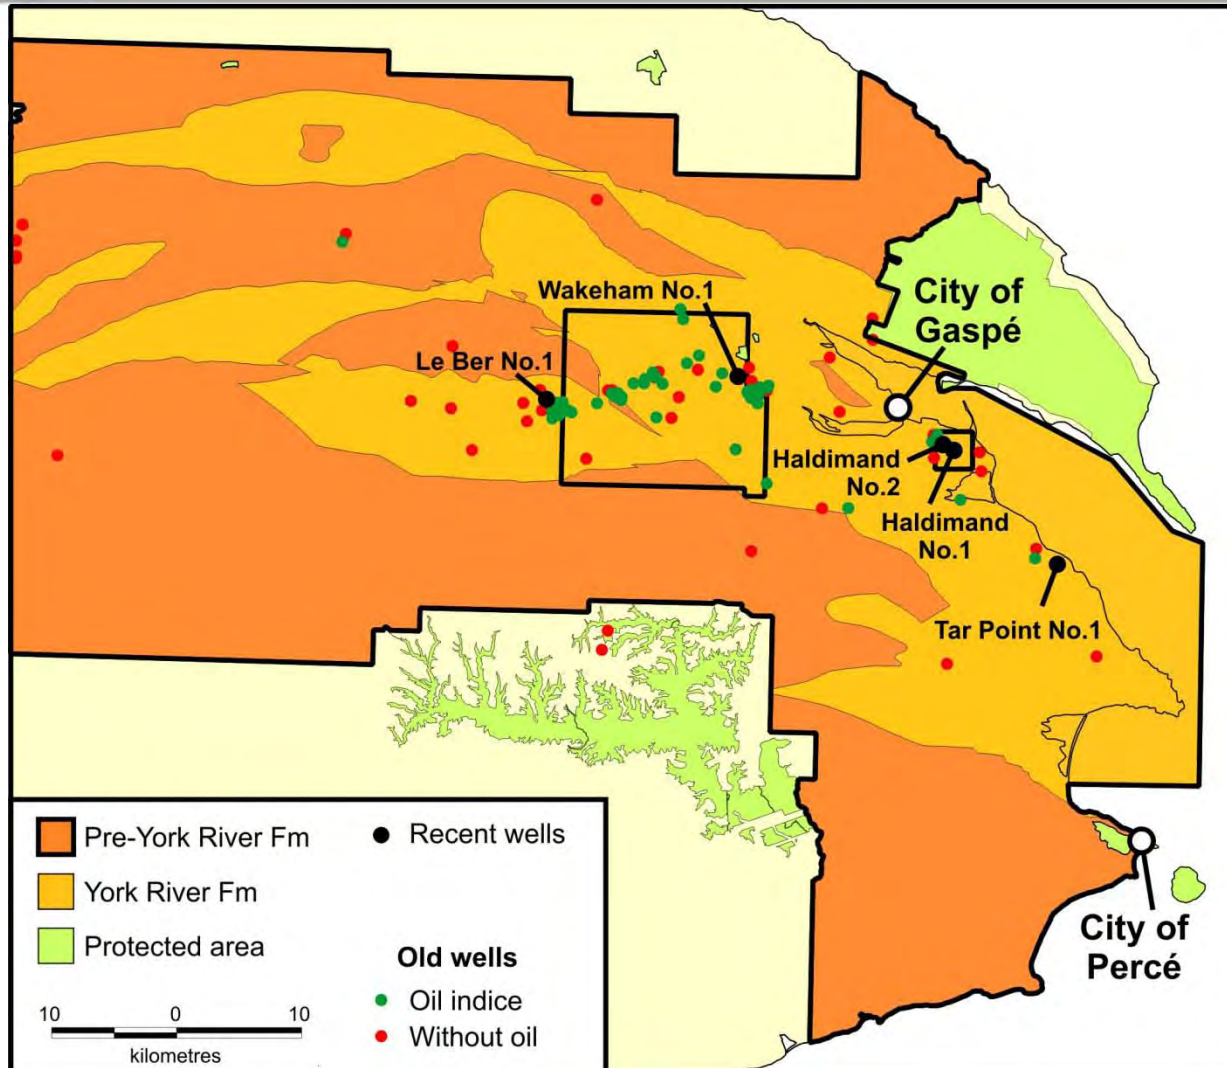 Wakeham No.1
City of
Gaspé
Le Ber No.1
Haldimand
No.2
Haldimand
No.1
Tar Point No.1
Pre-York River Fm
Recent wells
York River Fm
Protected area
Old wells
Oil indice
Without oil
10 0 10
kilometres
City of
Percé